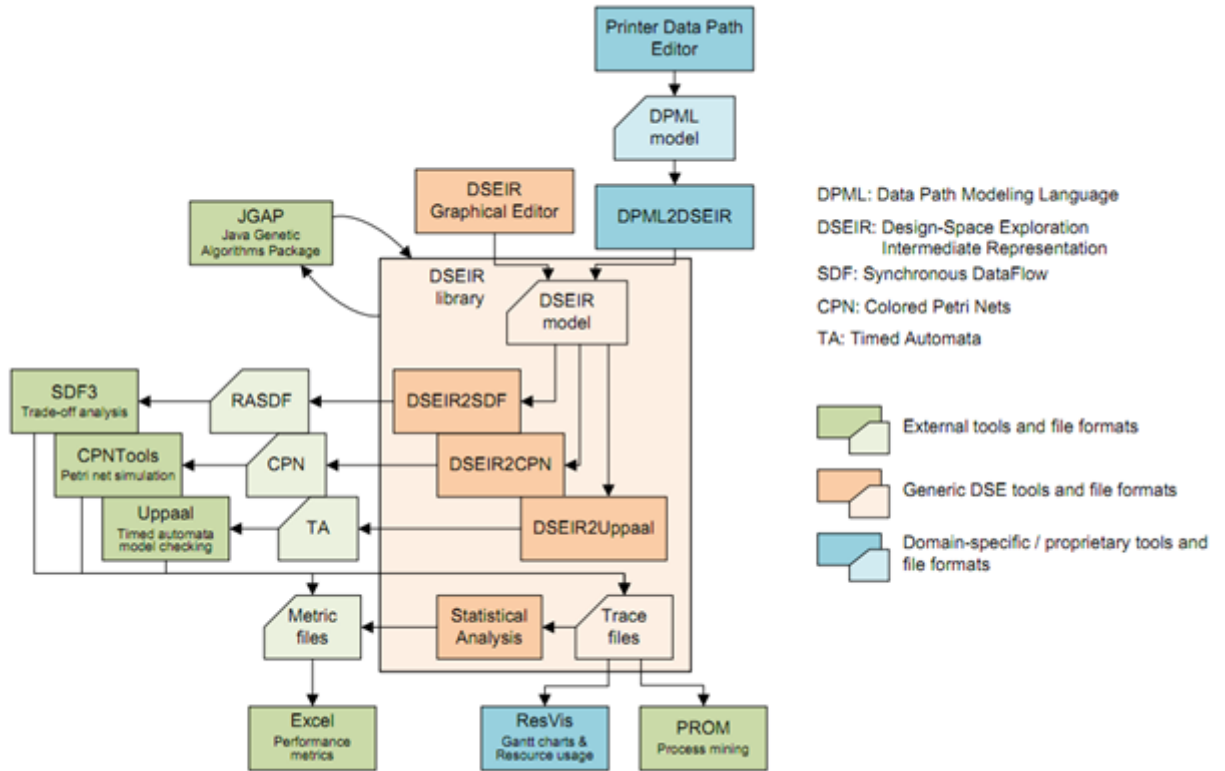 Printer Data Path
Editor
DPML
model
DSEIR
Graphical Editor
DPML2DSEIR
JGAP
Java Genetic
Algorithms Package
DSEIR
library
DSEIR
model
SDF3
Trade-off analysis
RASDF
DSEIR2SDF
CPNTools
Petri net simulation
CPN
DSEIR2CPN
Uppaal
Timed automata
model checking
TA
DSEIR2Uppaal
Metric
files
Statistical
Analysis
Trace
files
Excel
Performance
metrics
ResVis
Gantt charts &
Resource usage
PROM
Process mining
DPML: Data Path Modeling Language
DSEIR: Design-Space Exploration
Intermediate Representation
SDF: Synchronous DataFlow
CPN: Colored Petri Nets
TA: Timed Automata
External tools and file formats
Generic DSE tools and file formats
Domain-specific / proprietary tools and
file formats